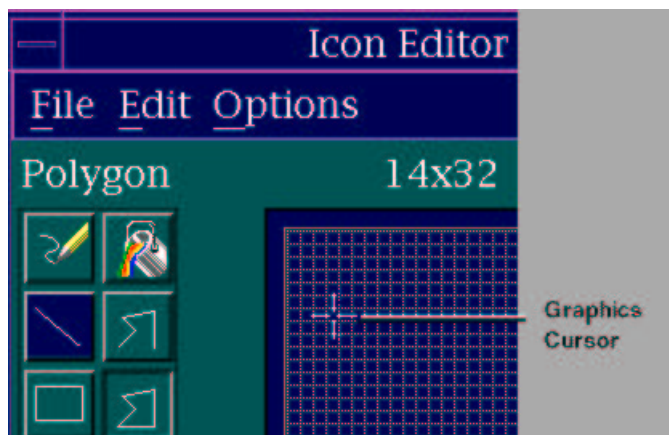 Icon Editor
File Edit Options
Polygon 14x32
Graphics
Cursor